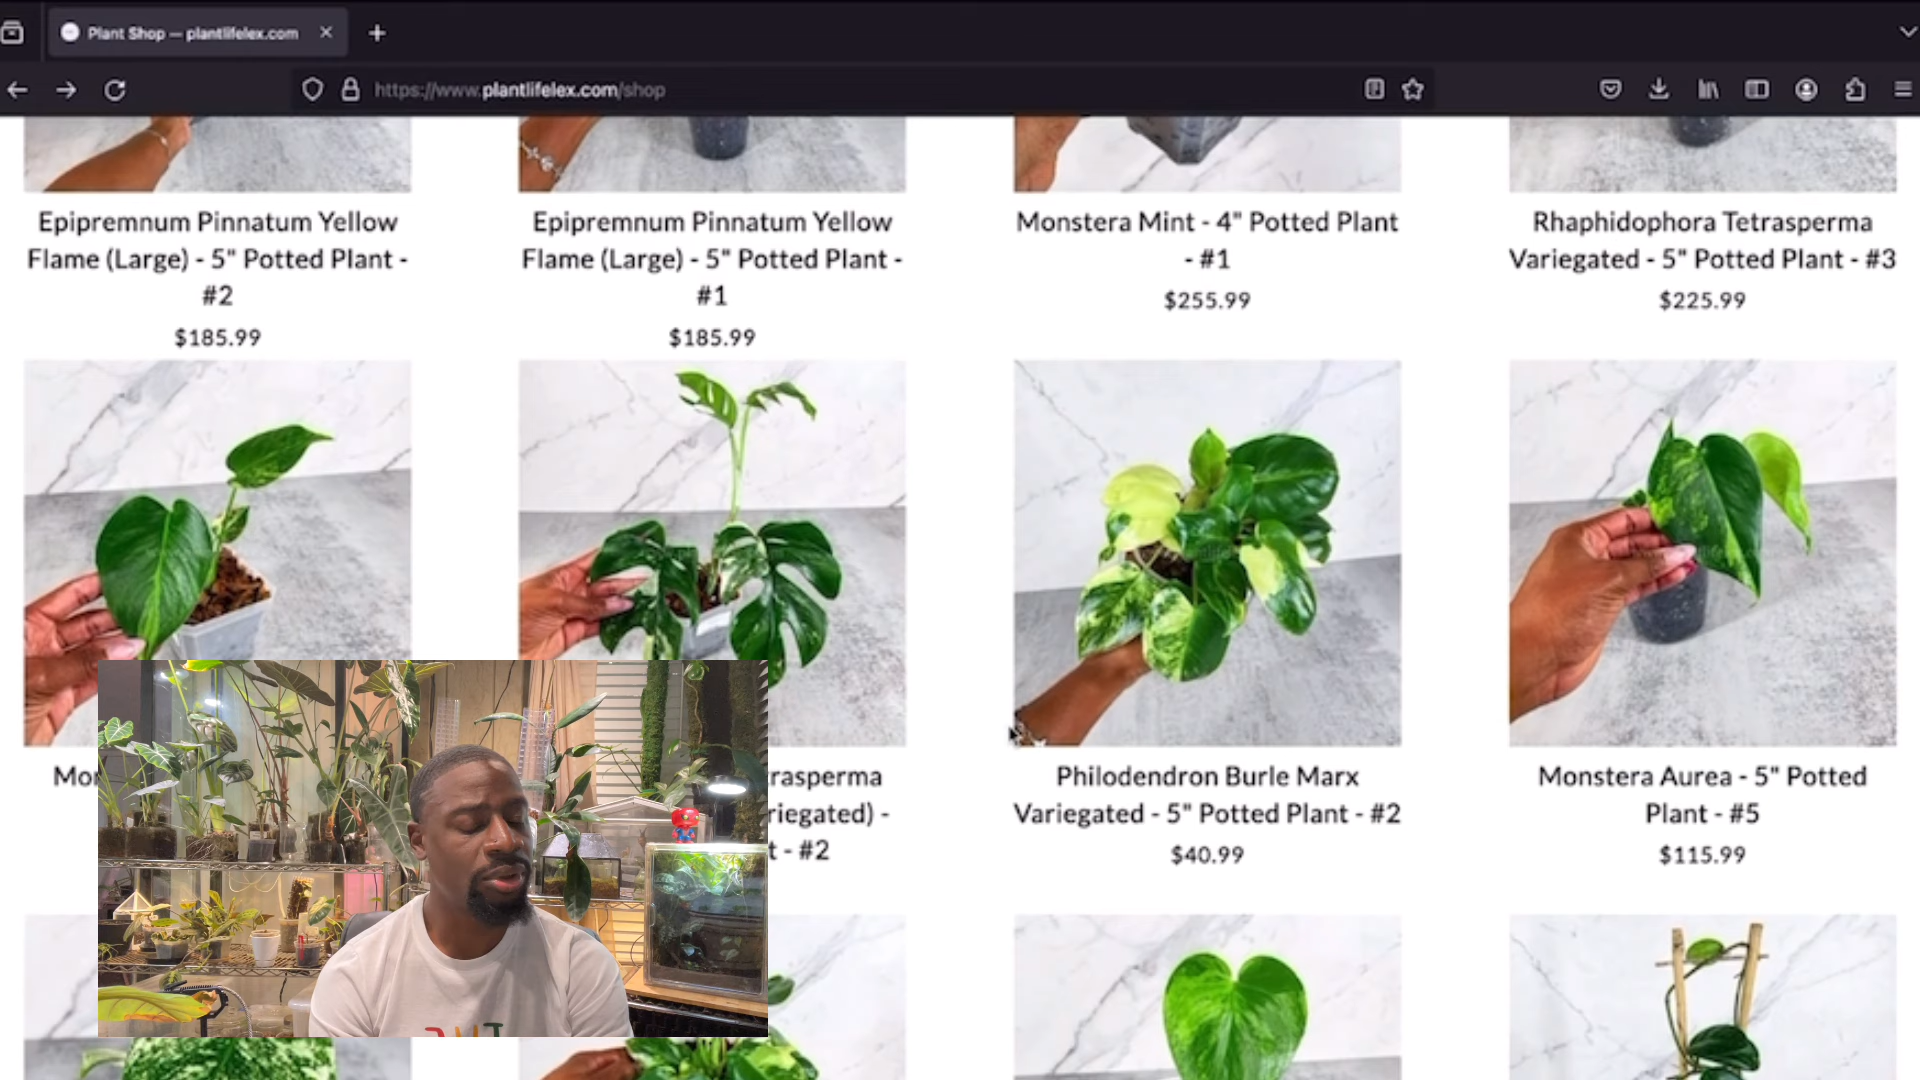 Plant Shop — plantlifelex.com
https://www.plantlifelex.com/shop
Epipremnum Pinnatum Yellow
Flame (Large) - 5" Potted Plant -
#2
$185.99
Epipremnum Pinnatum Yellow
Flame (Large) - 5" Potted Plant -
#1
$185.99
Monstera Mint - 4" Potted Plant
- #1
$255.99
Rhaphidophora Tetrasperma
Variegated - 5" Potted Plant - #3
$225.99
Mon
rasperma
riegated) -
t - #2
Philodendron Burle Marx
Variegated - 5" Potted Plant - #2
$40.99
Monstera Aurea - 5" Potted
Plant - #5
$115.99